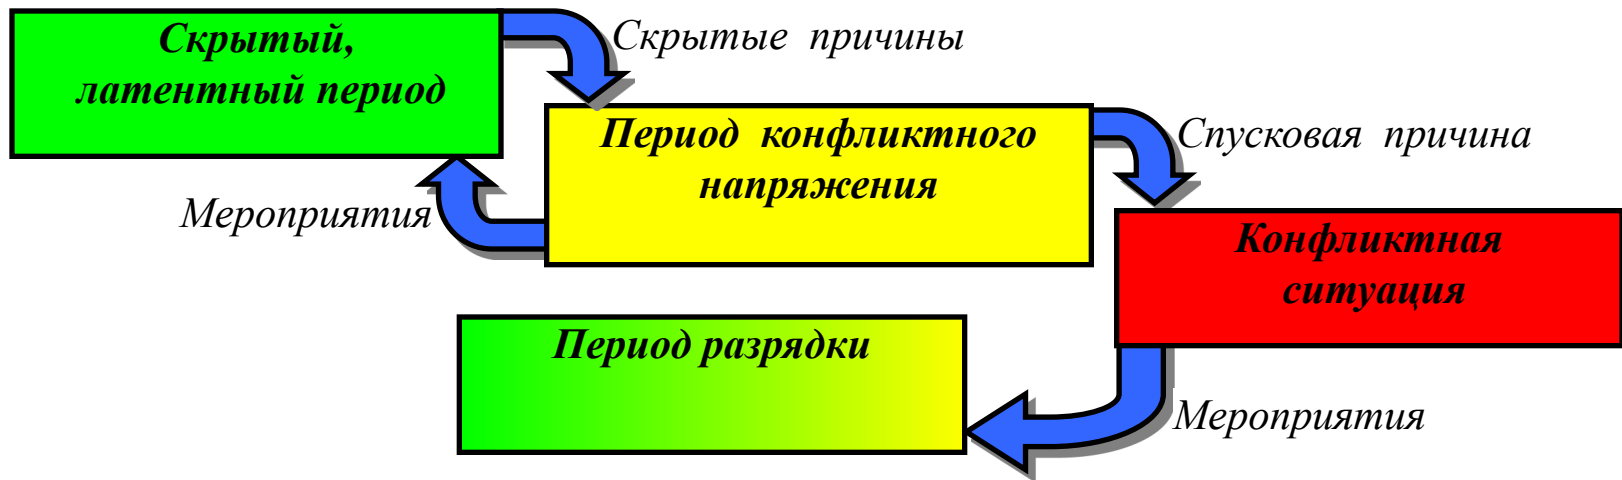 Скрытый,
латентный период
Скрытые причины
Период конфликтного
напряжения
Спусковая причина
Мероприятия
Конфликтная
ситуация
Период разрядки
Мероприятия